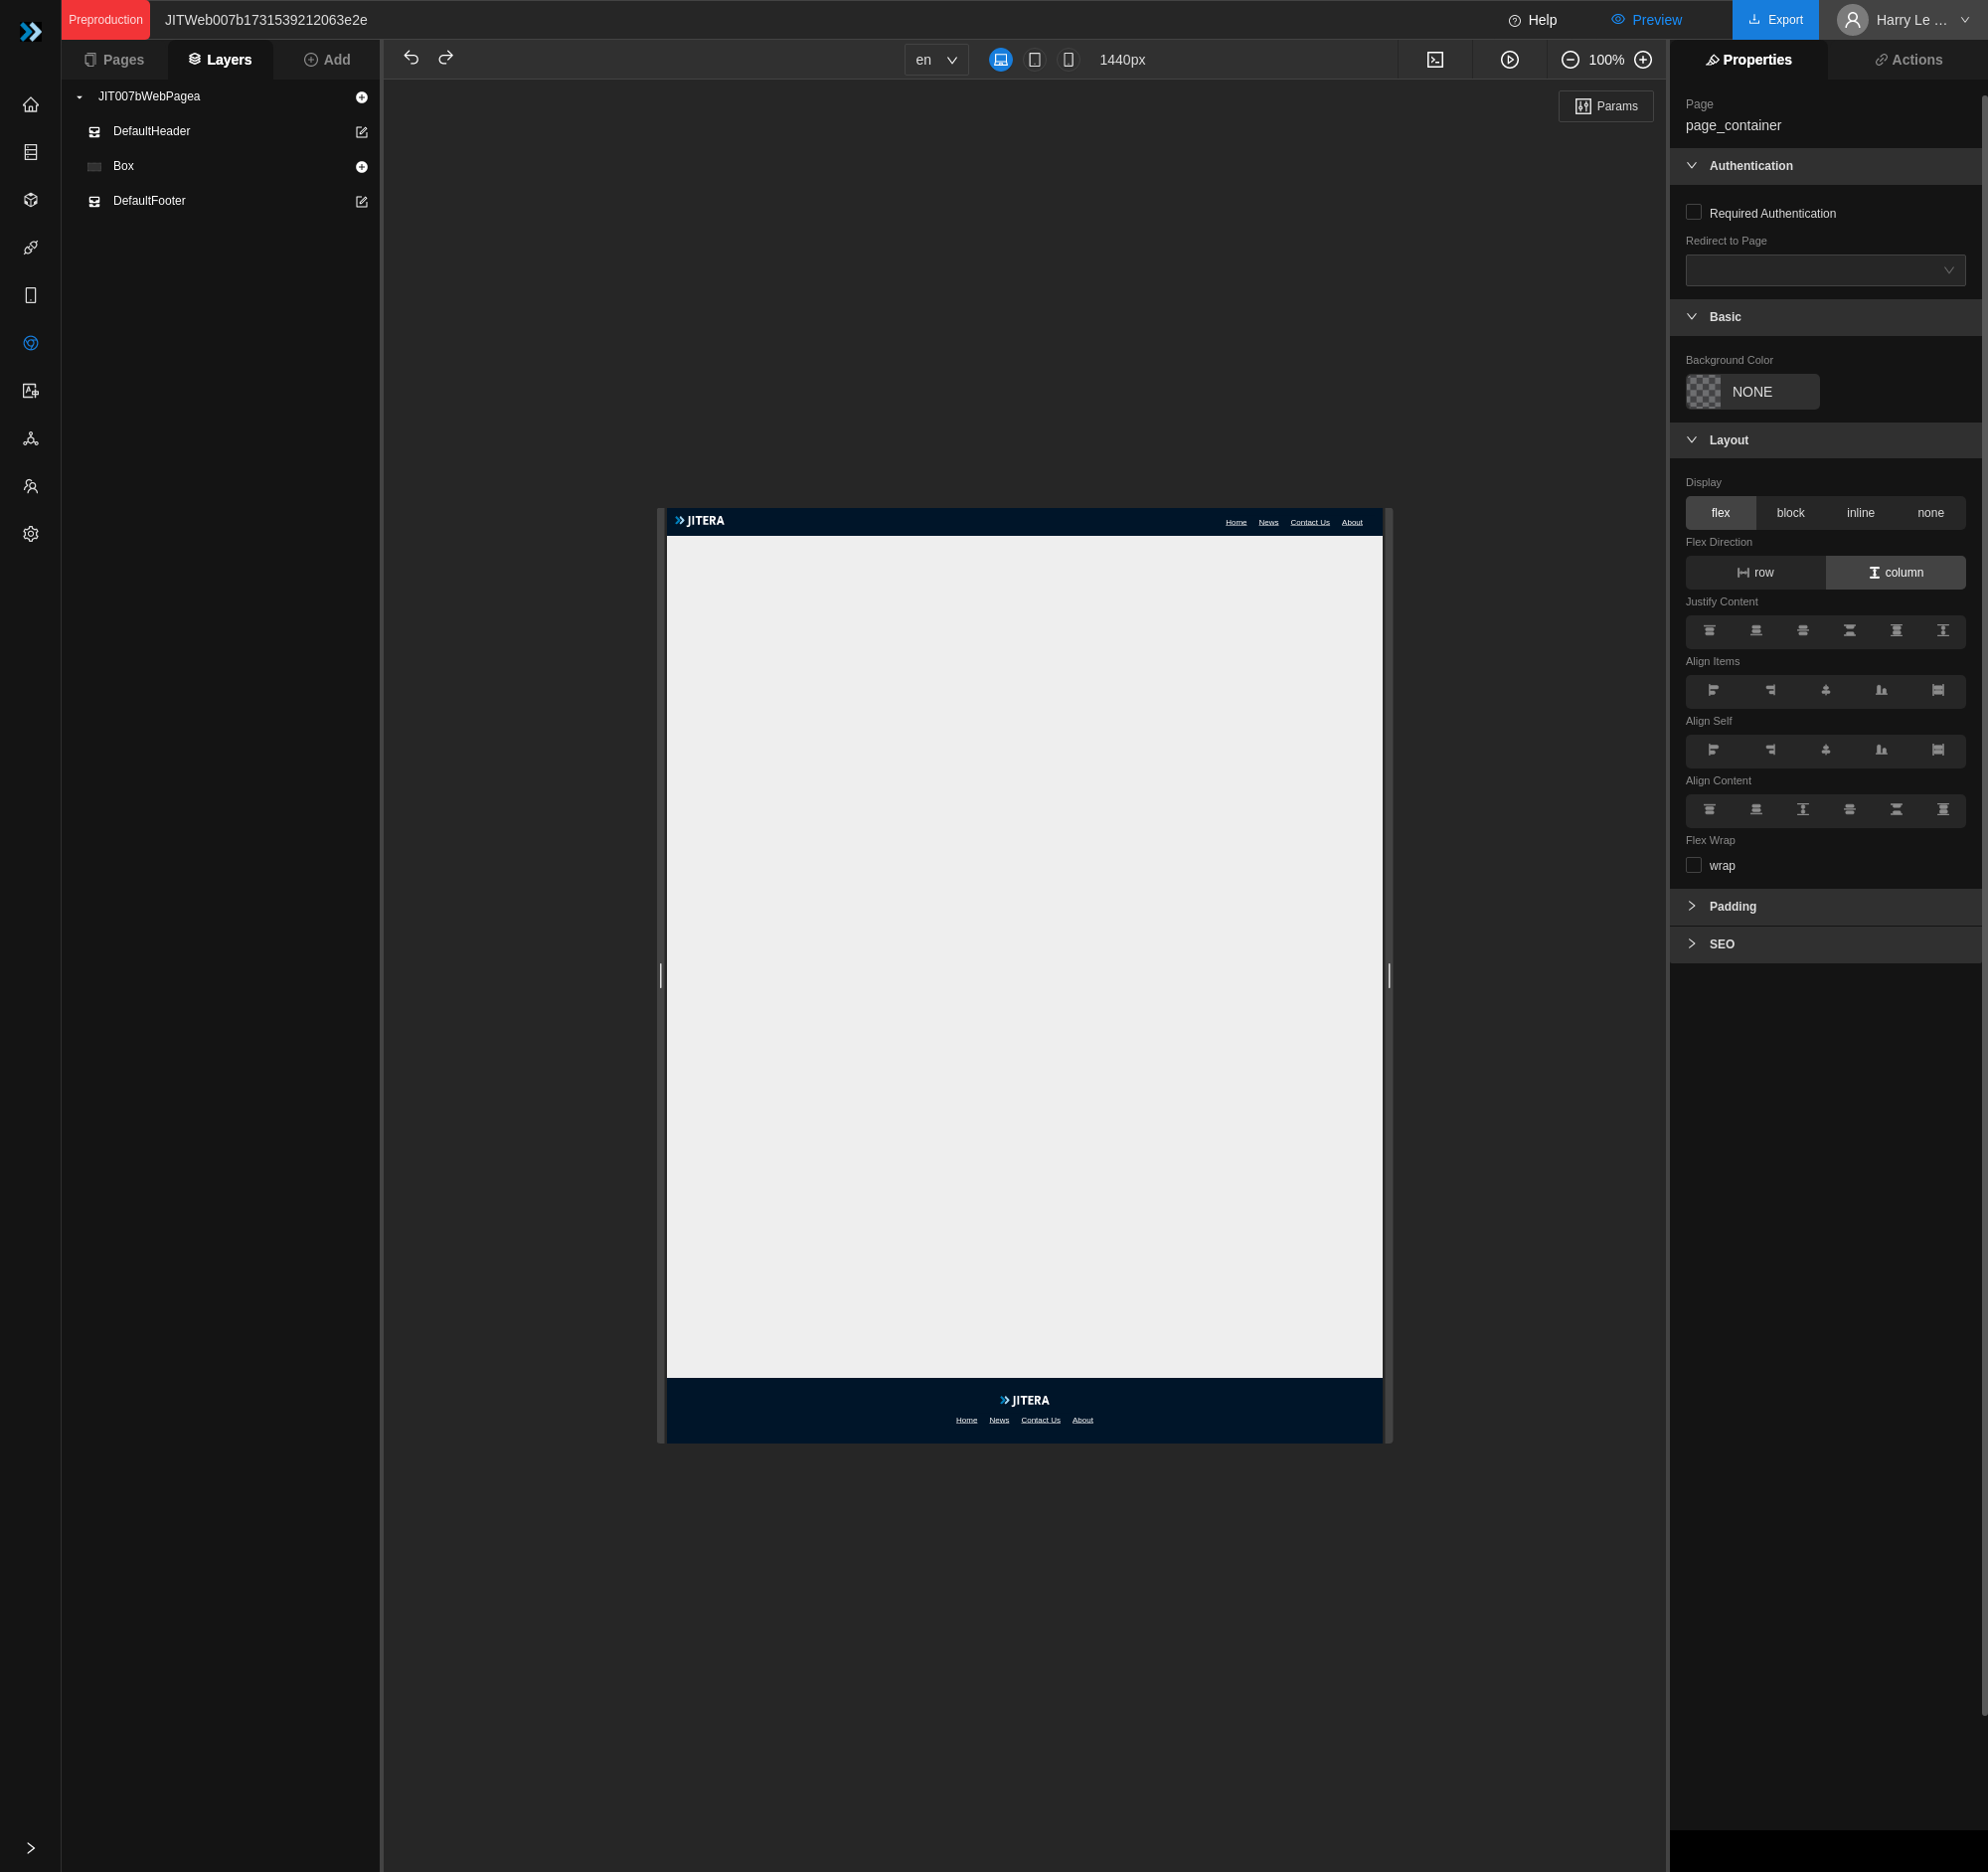 Preproduction
JITWeb007b1731539212063e2e
Help
Preview
Export
Harry Le ...
Pages
Layers
Add
en
1440px
100%
Properties
Actions
JIT007bWebPagea
DefaultHeader
Box
DefaultFooter
Params
Page
page_container
Authentication
Required Authentication
Redirect to Page
Basic
Background Color
NONE
Layout
Display
flex
block
inline
none
Flex Direction
row
column
Justify Content
Align Items
Align Self
Align Content
Flex Wrap
wrap
Padding
SEO
JITERA
Home News Contact Us About
JITERA
Home News Contact Us About